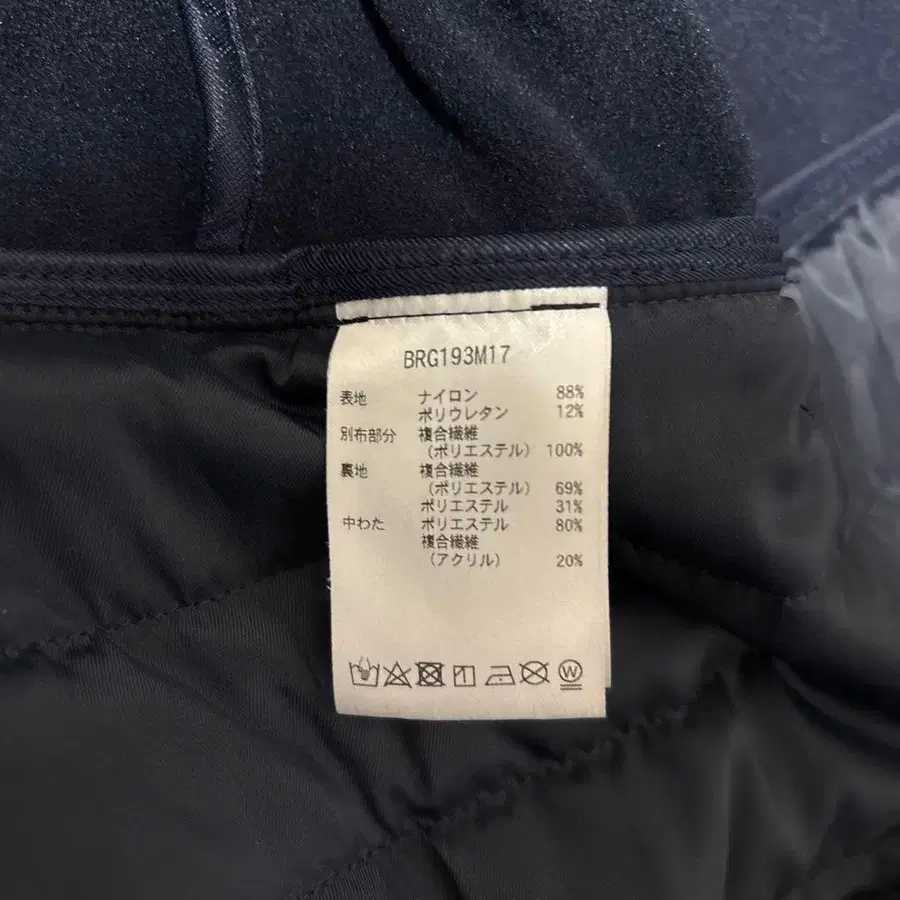 BRG193M17
表地 ナイロン 88%
ポリウレタン 12%
別布部分 複合繊維
(ポリエステル) 100%
裏地 複合繊維
(ポリエステル) 69%
ポリエステル 31%
中わた ポリエステル 80%
複合繊維
(アクリル) 20%
W